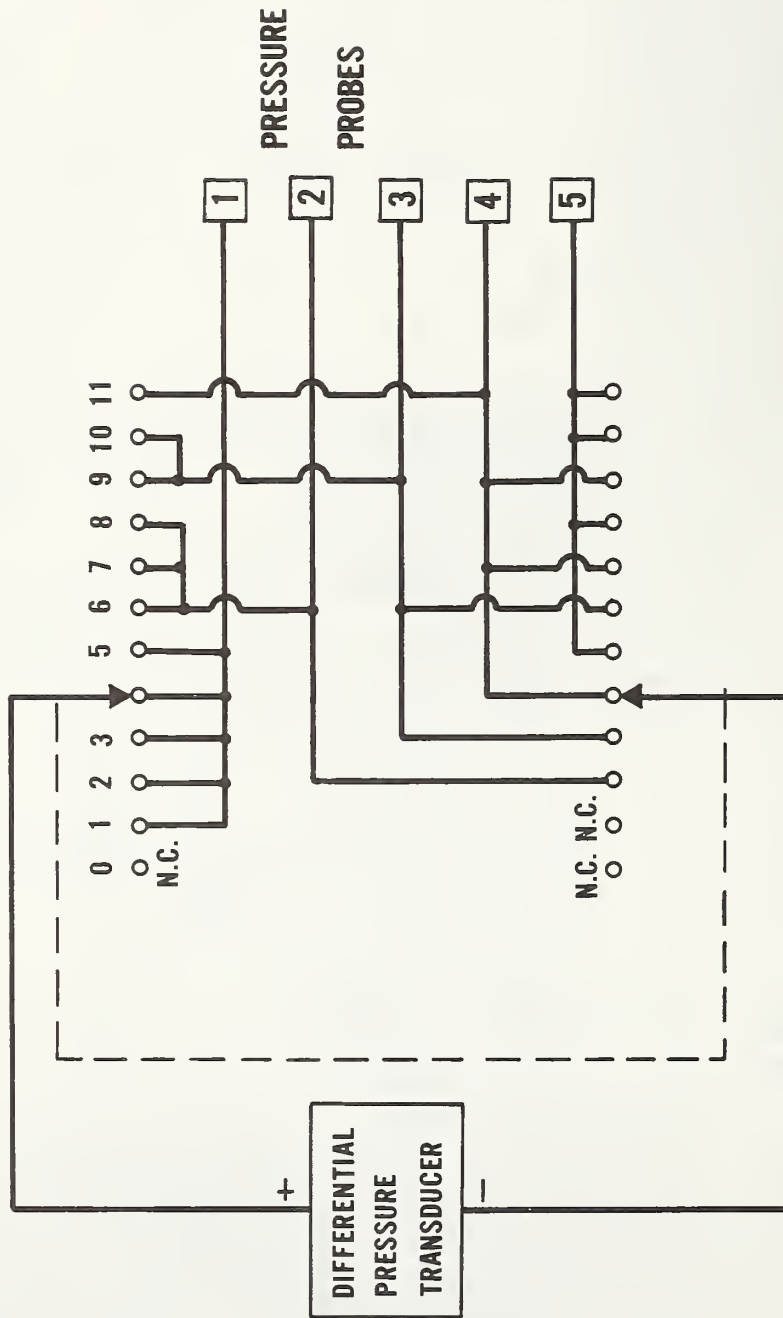 0 1 2 3 5 6 7 8 9 10 11
N.C.
PRESSURE
PROBES
1
2
3
4
5
N.C. N.C.
+
DIFFERENTIAL
PRESSURE
TRANSDUCER
−